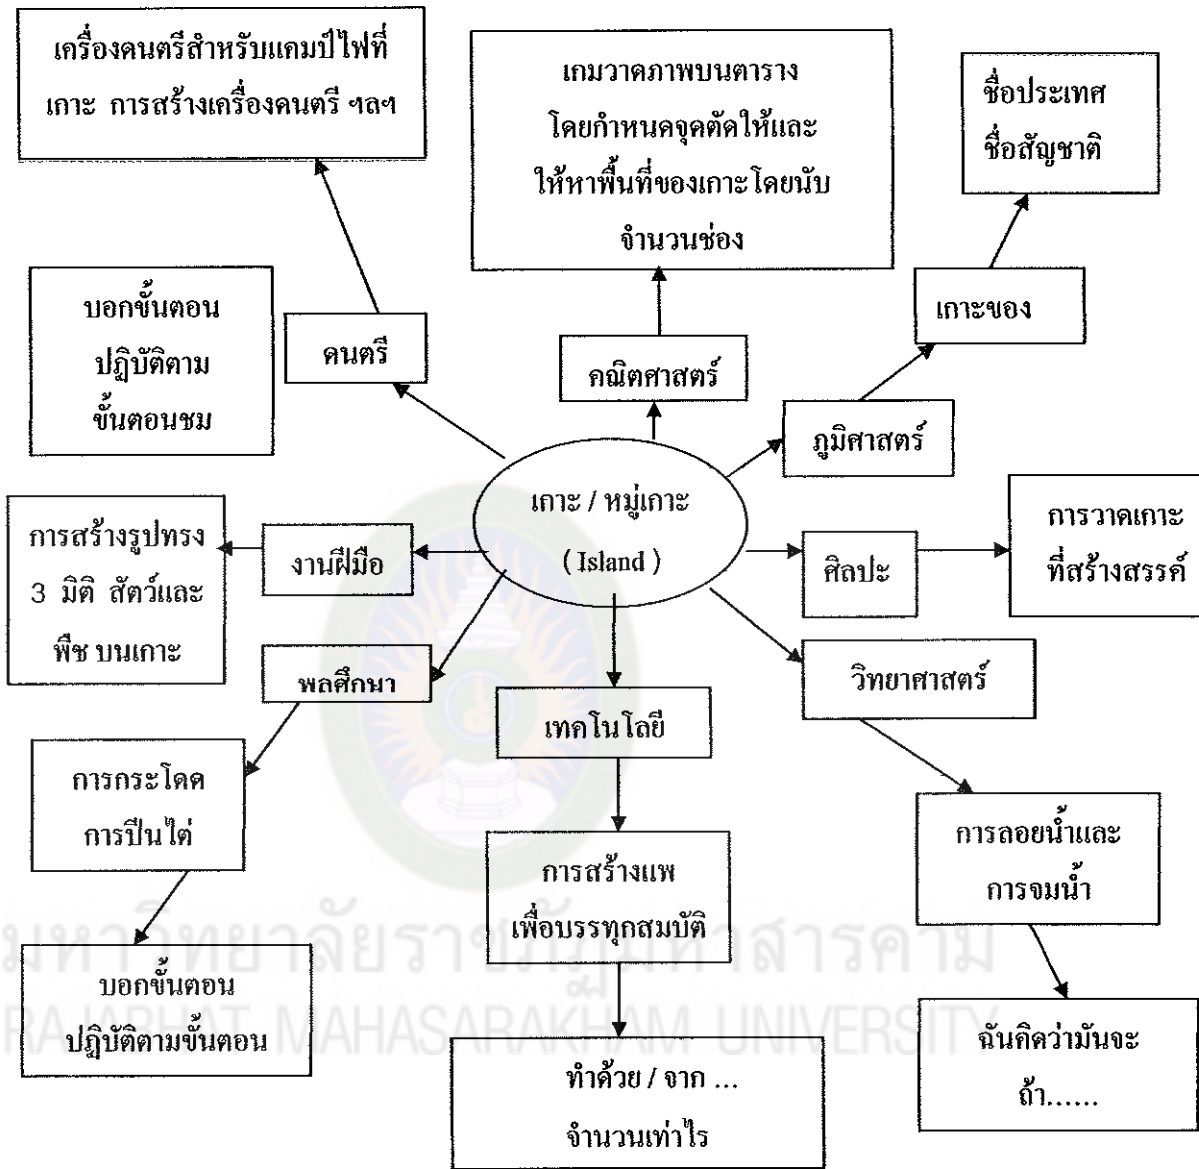 เครื่องดนตรีสำหรับแคมป์ไฟที่
เกาะ การสร้างเครื่องดนตรี ฯลฯ
เกมวาดภาพบนตาราง
โดยกำหนดจุดตัดให้และ
ให้หาพื้นที่ของเกาะโดยนับ
จำนวนช่อง
ชื่อประเทศ
ชื่อสัญชาติ
บอกขั้นตอน
ปฏิบัติตาม
ขั้นตอนชม
ดนตรี
คณิตศาสตร์
เกาะของ
ภูมิศาสตร์
เกาะ / หมู่เกาะ
( Island )
การสร้างรูปทรง
3 มิติ สัตว์และ
พืช บนเกาะ
งานฝีมือ
ศิลปะ
การวาดเกาะ
ที่สร้างสรรค์
พลศึกษา
เทคโนโลยี
วิทยาศาสตร์
การกระโดด
การปีนไต่
การสร้างแพ
เพื่อบรรทุกสมบัติ
การลอยน้ำและ
การจมน้ำ
มหาวิทยาลัยราชภัฏมหาสารคาม
RAJABHAT MAHASARAKHAM UNIVERSITY
บอกขั้นตอน
ปฏิบัติตามขั้นตอน
ทำด้วย / จาก ...
จำนวนเท่าไร
ฉันคิดว่ามันจะ
ถ้า......